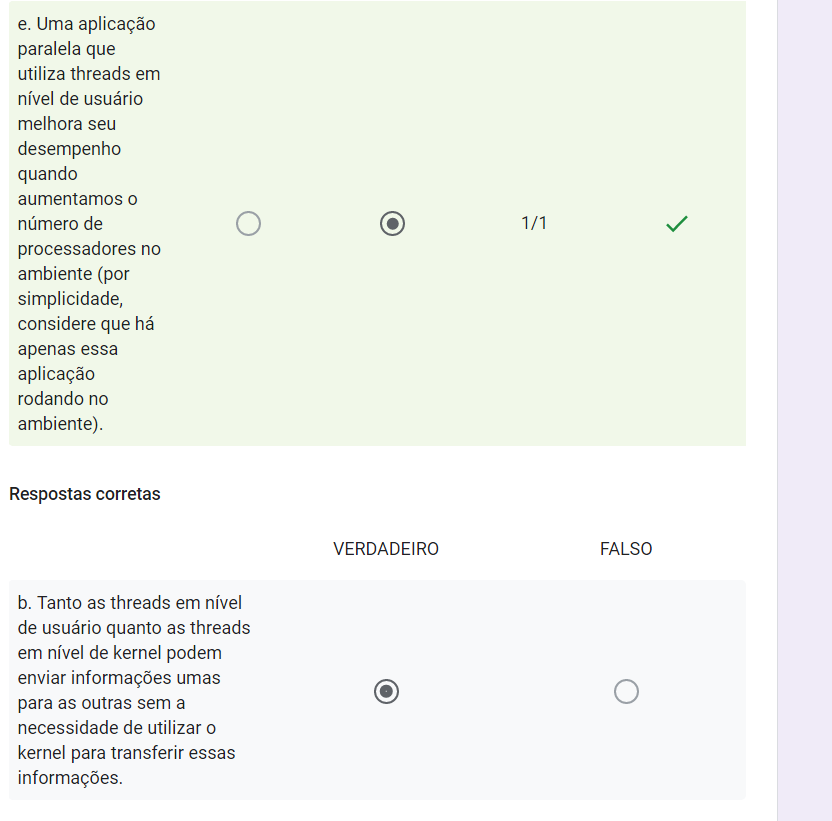 e. Uma aplicação
paralela que
utiliza threads em
nível de usuário
melhora seu
desempenho
quando
aumentamos o
número de
processadores no
ambiente (por
simplicidade,
considere que há
apenas essa
aplicação
rodando no
ambiente).
1/1
Respostas corretas
VERDADEIRO
FALSO
b. Tanto as threads em nível
de usuário quanto as threads
em nível de kernel podem
enviar informações umas
para as outras sem a
necessidade de utilizar o
kernel para transferir essas
informações.